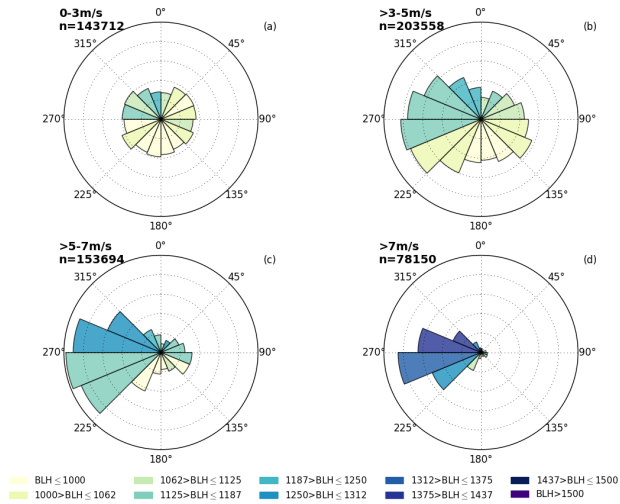 0-3m/s
n=143712
0°
(a)
315°
45°
270°
90°
225°
135°
180°
>3-5m/s
n=203558
0°
(b)
315°
45°
270°
90°
225°
135°
180°
>5-7m/s
n=153694
0°
(c)
315°
45°
270°
90°
225°
135°
180°
>7m/s
n=78150
0°
(d)
315°
45°
270°
90°
225°
135°
180°
BLH ≤ 1000
1062>BLH ≤ 1125
1187>BLH ≤ 1250
1312>BLH ≤ 1375
1437>BLH ≤ 1500
1000>BLH ≤ 1062
1125>BLH ≤ 1187
1250>BLH ≤ 1312
1375>BLH ≤ 1437
BLH>1500